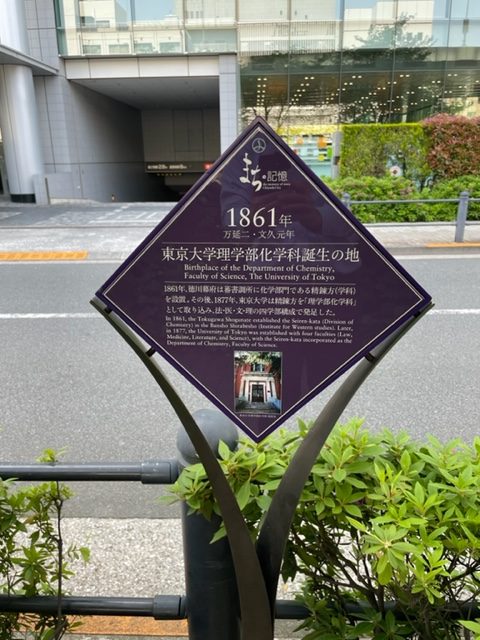 まち・記憶
1861年
万延二・文久元年
東京大学理学部化学科誕生の地
Birthplace of the Department of Chemistry,
Faculty of Science, The University of Tokyo
1861年、徳川幕府は蕃書調所に化学部門である精錬方(学科)
を設置。その後、1877年、東京大学は精錬方を「理学部化学科」
として取り込み、法・医・文・理の四学部構成で発足した。
In 1861, the Tokugawa Shogunate established the Seiren-kata (Division of
Chemistry) in the Bansho Shirabesho (Institute for Western studies). Later,
in 1877, the University of Tokyo was established with four faculties (Law,
Medicine, Literature, and Science), with the Seiren-kata incorporated as the
Department of Chemistry, Faculty of Science.